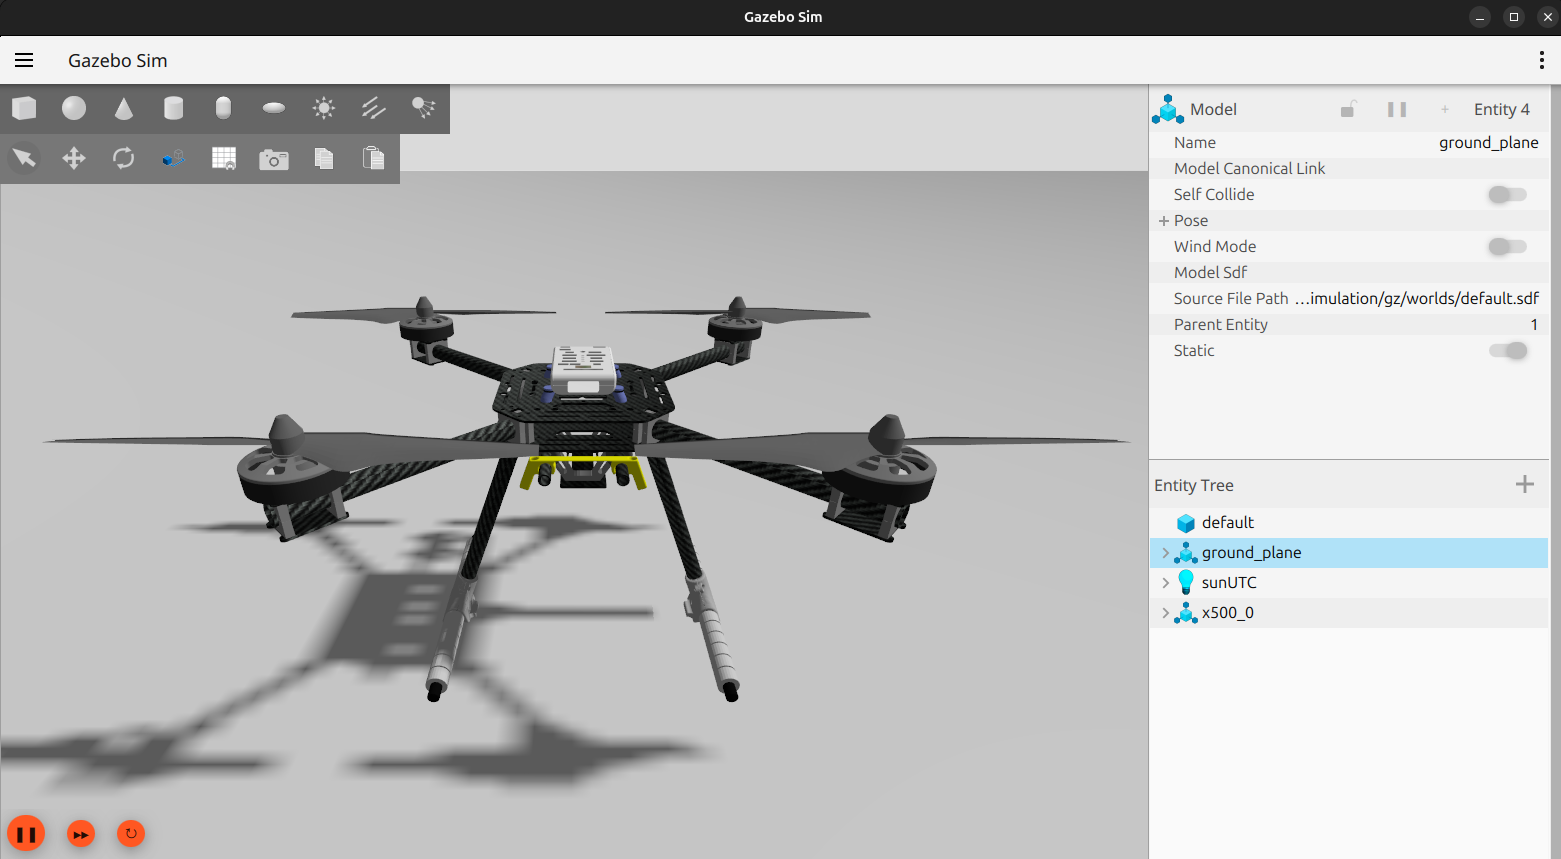 Gazebo Sim
Gazebo Sim
Model
Entity 4
Name ground_plane
Model Canonical Link
Self Collide
Pose
Wind Mode
Model Sdf
Source File Path …imulation/gz/worlds/default.sdf
Parent Entity 1
Static
Entity Tree
default
ground_plane
sunUTC
x500_0